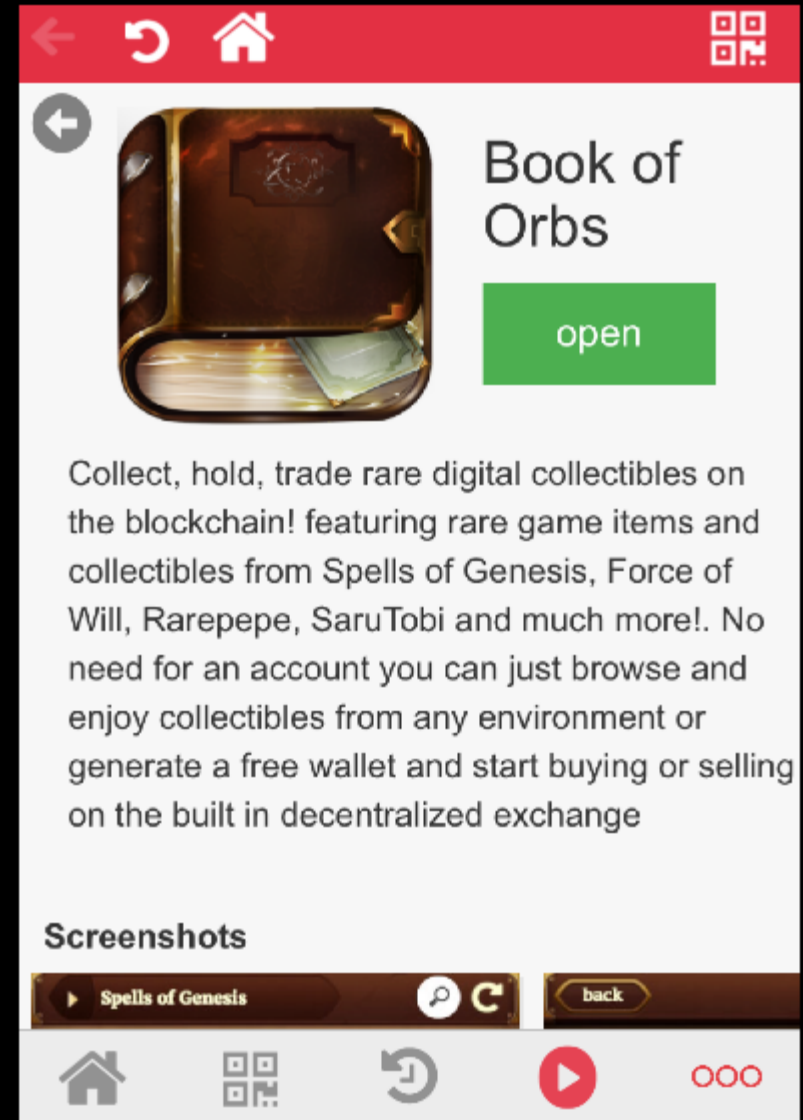 Book of
Orbs
open
Collect, hold, trade rare digital collectibles on
the blockchain! featuring rare game items and
collectibles from Spells of Genesis, Force of
Will, Rarepepe, SaruTobi and much more!. No
need for an account you can just browse and
enjoy collectibles from any environment or
generate a free wallet and start buying or selling
on the built in decentralized exchange
Screenshots
Spells of Genesis
back